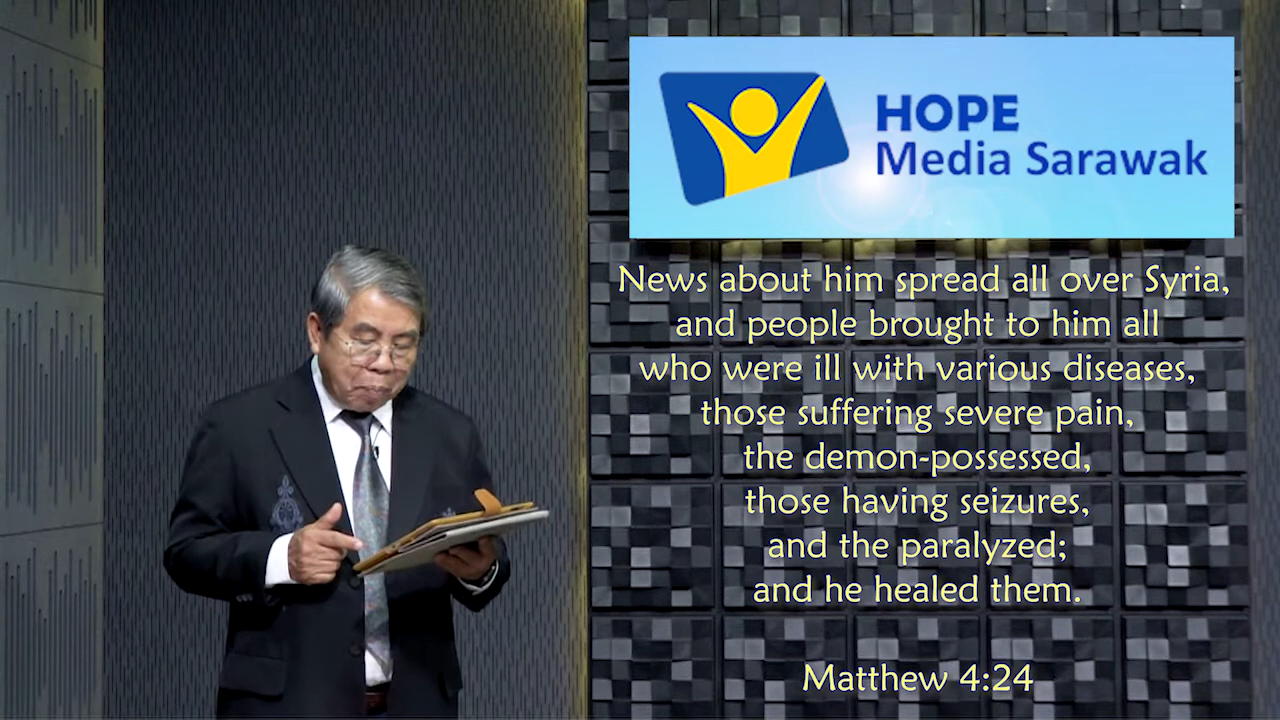 HOPE
Media Sarawak
News about him spread all over Syria,
and people brought to him all
who were ill with various diseases,
those suffering severe pain,
the demon-possessed,
those having seizures,
and the paralyzed;
and he healed them.
Matthew 4:24